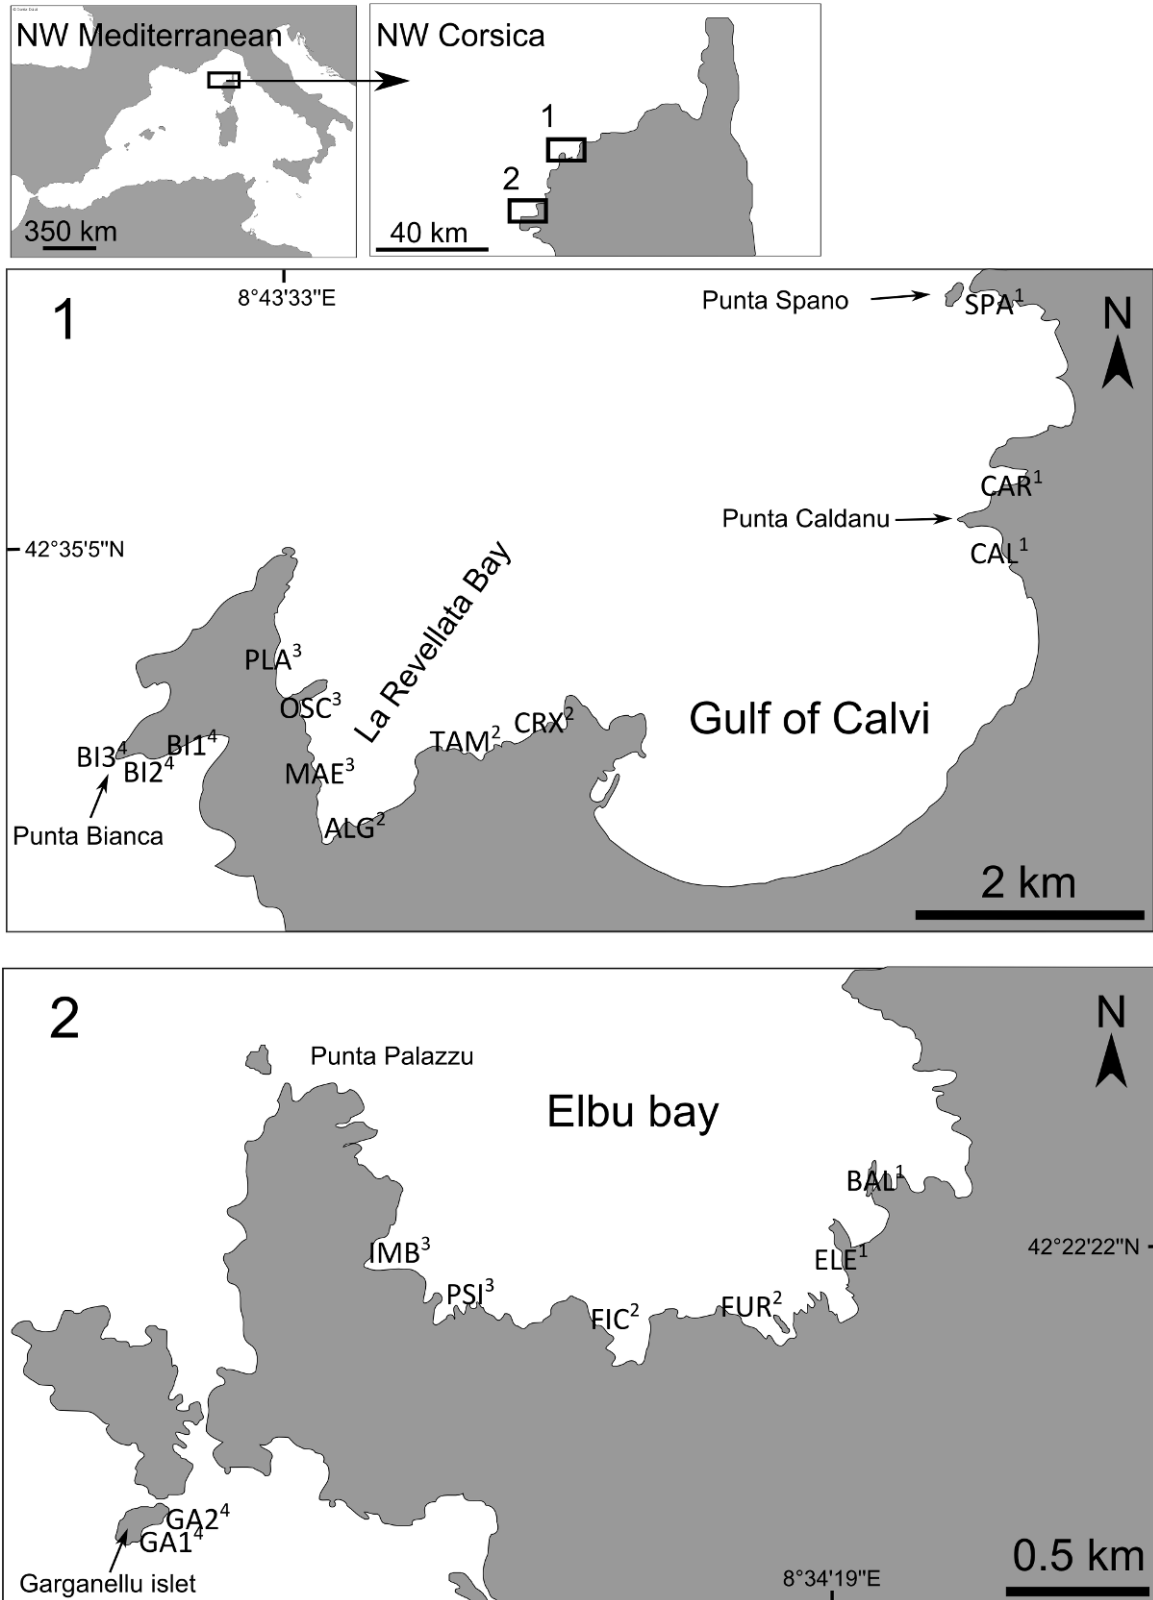 NW Mediterranean
350 km
NW Corsica
1
2
40 km
8°43'33"E
1
Punta Spano
SPA¹
N
CAR¹
Punta Caldanu
CAL¹
42°35'5"N
La Revellata Bay
PLA³
OSC³
Gulf of Calvi
CRX²
TAM²
BI1⁴
BI3⁴
BI2⁴
MAE³
Punta Bianca
ALG²
2 km
2
N
Punta Palazzu
Elbu bay
BAL¹
IMB³
ELE¹
42°22'22"N
PSI³
FIC²
FUR²
GA2⁴
GA1⁴
Garganellu islet
8°34'19"E
0.5 km